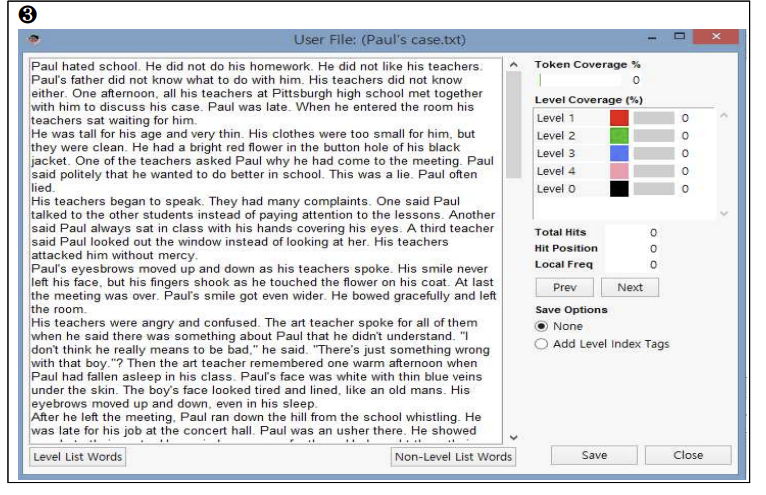 ❸
User File: (Paul's case.txt)
Paul hated school. He did not do his homework. He did not like his teachers.
Paul's father did not know what to do with him. His teachers did not know
either. One afternoon, all his teachers at Pittsburgh high school met together
with him to discuss his case. Paul was late. When he entered the room his
teachers sat waiting for him.
He was tall for his age and very thin. His clothes were too small for him, but
they were clean. He had a bright red flower in the button hole of his black
jacket. One of the teachers asked Paul why he had come to the meeting. Paul
said politely that he wanted to do better in school. This was a lie. Paul often
lied.
His teachers began to speak. They had many complaints. One said Paul
talked to the other students instead of paying attention to the lessons. Another
said Paul always sat in class with his hands covering his eyes. A third teacher
said Paul looked out the window instead of looking at her. His teachers
attacked him without mercy.
Paul's eyesbrows moved up and down as his teachers spoke. His smile never
left his face, but his fingers shook as he touched the flower on his coat. At last
the meeting was over. Paul's smile got even wider. He bowed gracefully and left
the room.
His teachers were angry and confused. The art teacher spoke for all of them
when he said there was something about Paul that he didn't understand. "I
don't think he really means to be bad," he said. "There's just something wrong
with that boy."? Then the art teacher remembered one warm afternoon when
Paul had fallen asleep in his class. Paul's face was white with thin blue veins
under the skin. The boy's face looked tired and lined, like an old mans. His
eyebrows moved up and down, even in his sleep.
After he left the meeting, Paul ran down the hill from the school whistling. He
was late for his job at the concert hall. Paul was an usher there. He showed
Level List Words
Non-Level List Words
Token Coverage %
0
Level Coverage (%)
Level 1 0
Level 2 0
Level 3 0
Level 4 0
Level 0 0
Total Hits 0
Hit Position 0
Local Freq 0
Prev Next
Save Options
None
Add Level Index Tags
Save Close